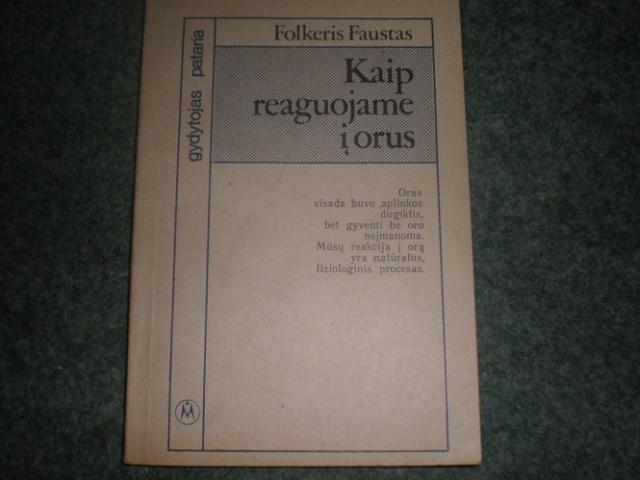 Folkeris Faustas
Kaip
reaguojame
į orus
gydytojas pataria
Oras
visada buvo aplinkos
dirgiklis,
bet gyventi be oro
neįmanoma.
Mūsų reakcija į orą
yra natūralus,
fiziologinis procesas.
M